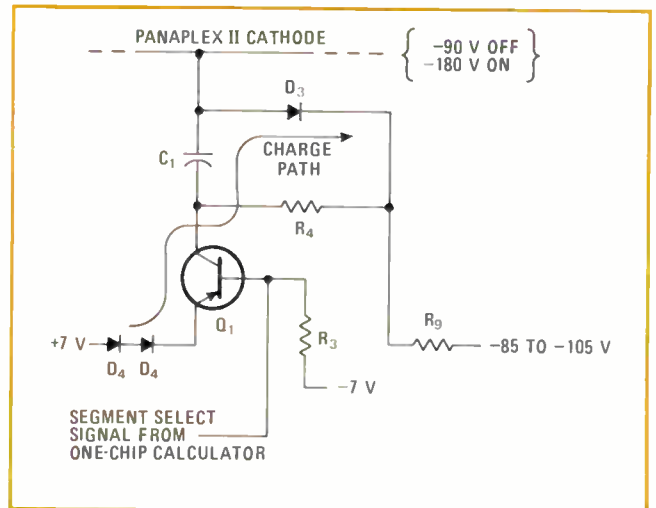 PANAPLEX II CATHODE
-90 V OFF
-180 V ON
D3
C1
CHARGE
PATH
R4
Q1
+7 V
D4 D4
R3
R9
-85 TO -105 V
-7 V
SEGMENT SELECT
SIGNAL FROM
ONE-CHIP CALCULATOR